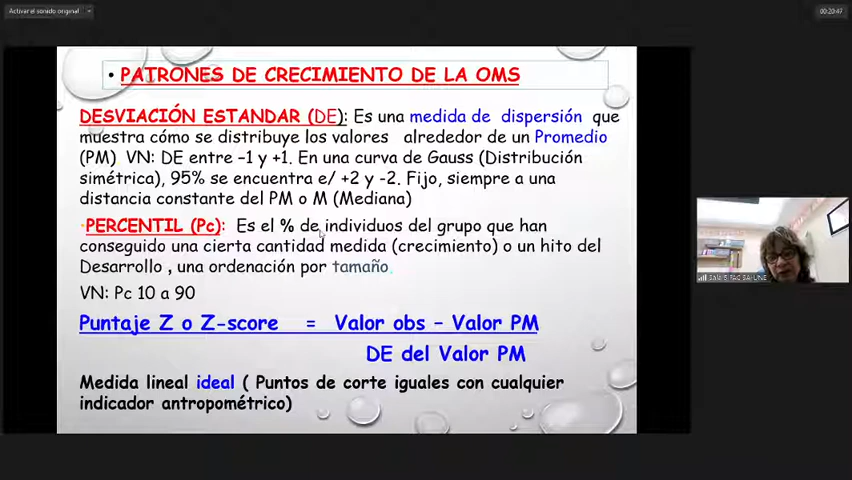 Activar el sonido original
00:20:47
• PATRONES DE CRECIMIENTO DE LA OMS
DESVIACIÓN ESTANDAR (DE): Es una medida de dispersión que
muestra cómo se distribuye los valores alrededor de un Promedio
(PM) VN: DE entre –1 y +1. En una curva de Gauss (Distribución
simétrica), 95% se encuentra e/ +2 y -2. Fijo, siempre a una
distancia constante del PM o M (Mediana)
•PERCENTIL (Pc): Es el % de individuos del grupo que han
conseguido una cierta cantidad medida (crecimiento) o un hito del
Desarrollo , una ordenación por tamaño.
VN: Pc 10 a 90
Puntaje Z o Z-score = Valor obs – Valor PM
DE del Valor PM
Medida lineal ideal ( Puntos de corte iguales con cualquier
indicador antropométrico)